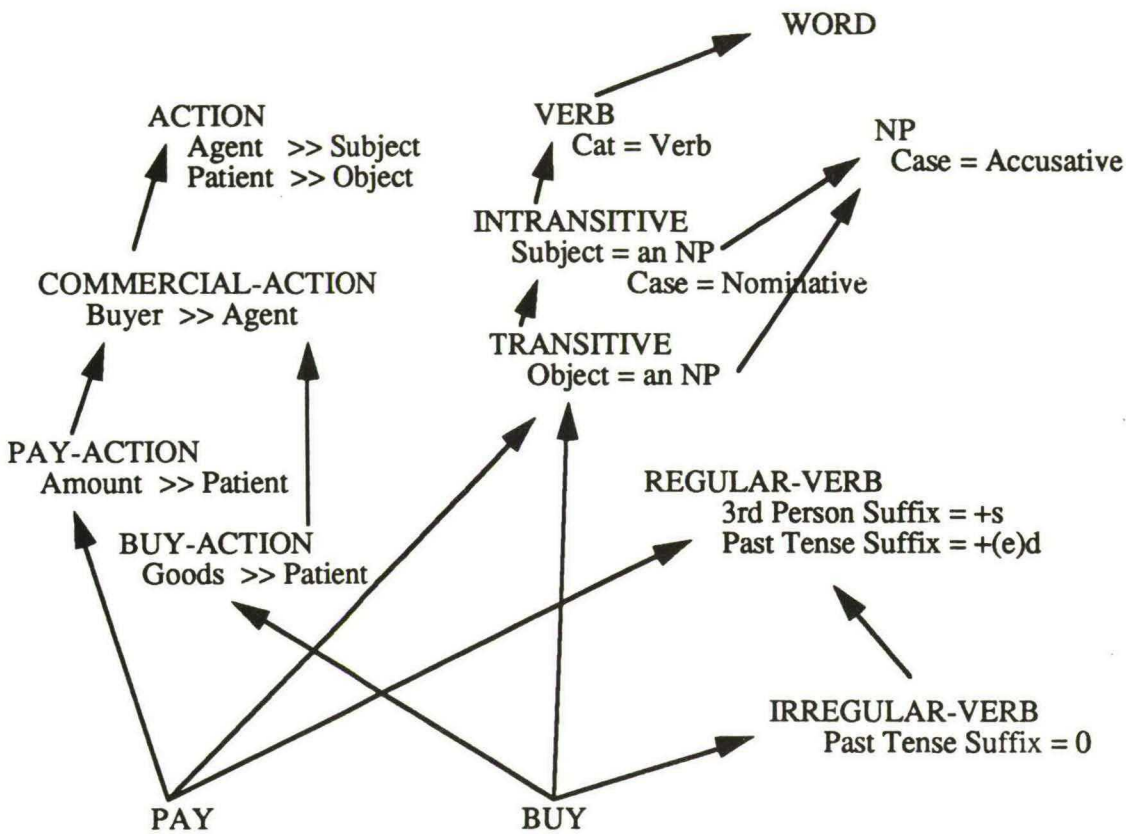 WORD
ACTION
Agent >> Subject
Patient >> Object
VERB
Cat = Verb
NP
Case = Accusative
INTRANSITIVE
Subject = an NP
Case = Nominative
COMMERCIAL-ACTION
Buyer >> Agent
TRANSITIVE
Object = an NP
PAY-ACTION
Amount >> Patient
REGULAR-VERB
3rd Person Suffix = +s
Past Tense Suffix = +(e)d
BUY-ACTION
Goods >> Patient
IRREGULAR-VERB
Past Tense Suffix = 0
PAY
BUY